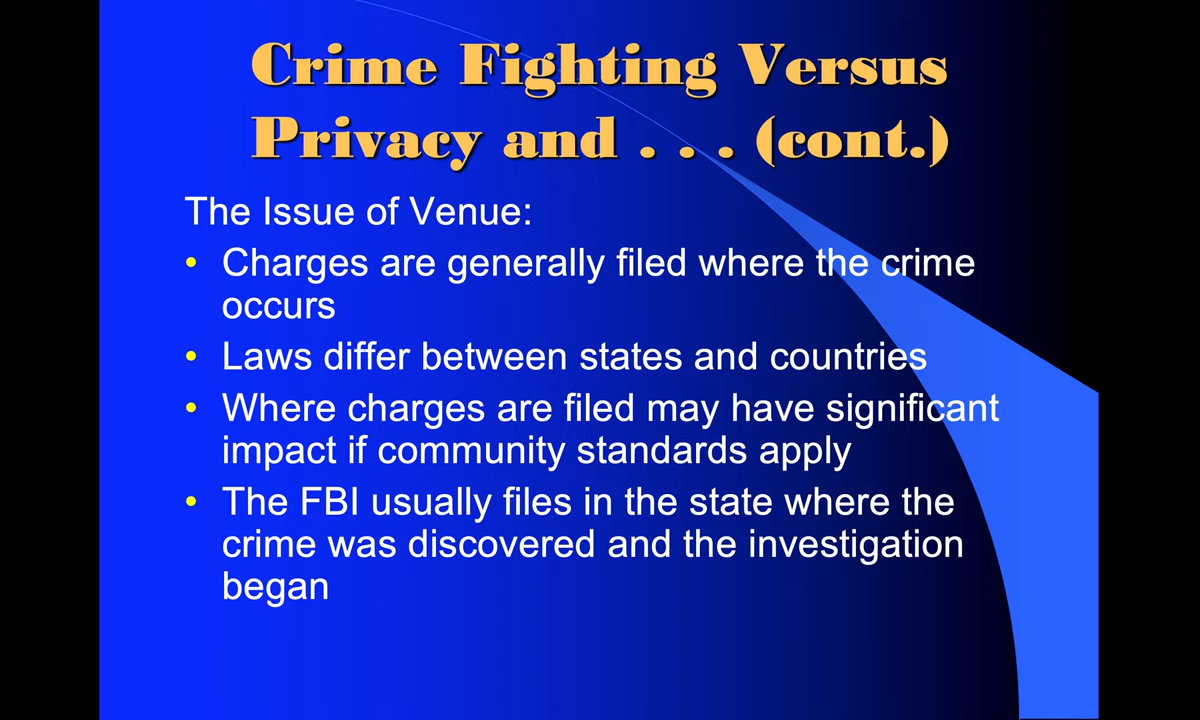 Crime Fighting Versus
Privacy and . . . (cont.)
The Issue of Venue:
• Charges are generally filed where the crime
occurs
• Laws differ between states and countries
• Where charges are filed may have significant
impact if community standards apply
• The FBI usually files in the state where the
crime was discovered and the investigation
began